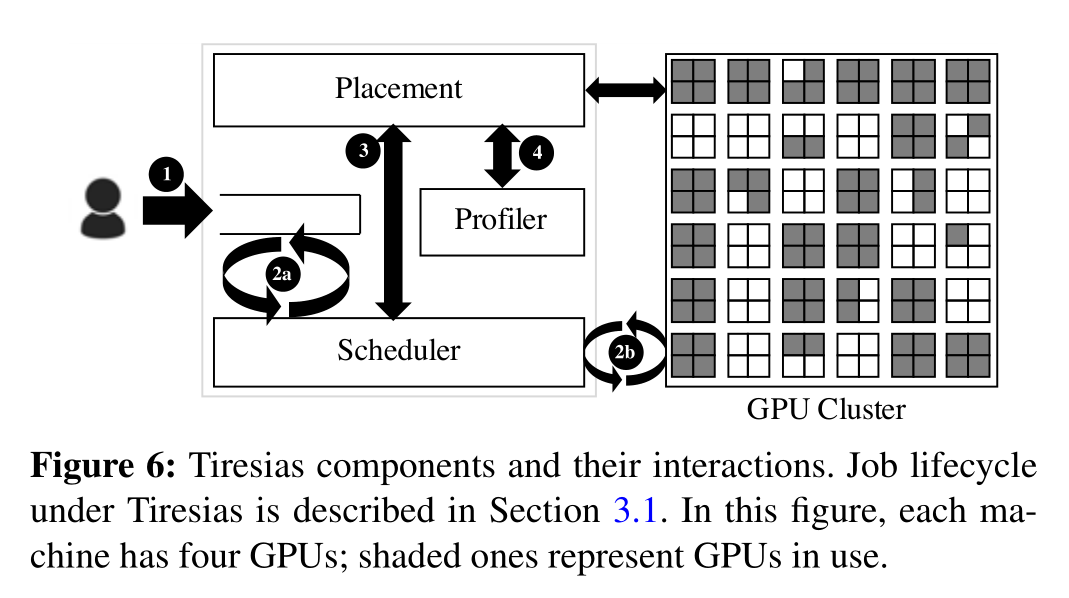 Placement
3
4
1
Profiler
2a
Scheduler
2b
GPU Cluster
Figure 6: Tiresias components and their interactions. Job lifecycle
under Tiresias is described in Section 3.1. In this figure, each ma-
chine has four GPUs; shaded ones represent GPUs in use.